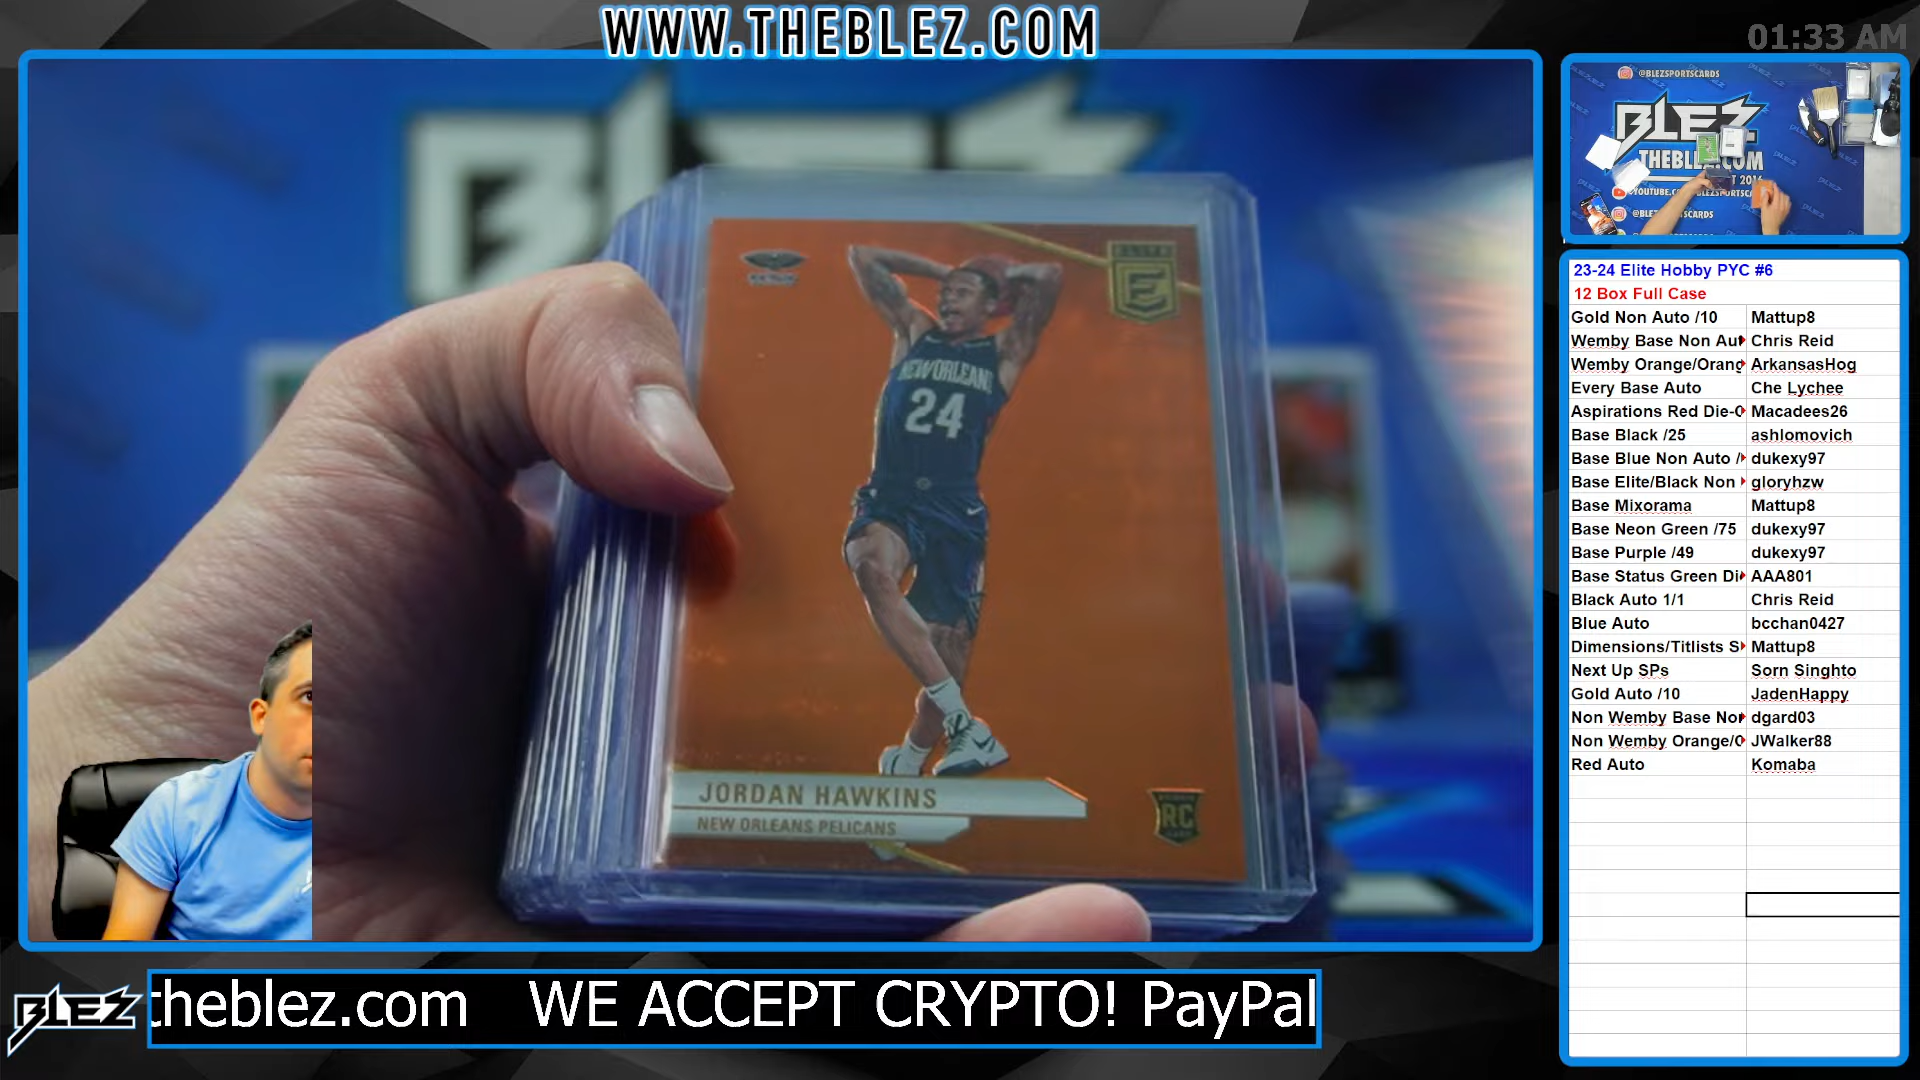 WWW.THEBLEZ.COM
01:33 AM
@BLEZSPORTSCARDS
BLEZ
THEBLEZ.COM
ELITE
E
NEW ORLEANS
24
JORDAN HAWKINS
NEW ORLEANS PELICANS
RC
23-24 Elite Hobby PYC #6
12 Box Full Case
Gold Non Auto /10 Mattup8
Wemby Base Non Aut Chris Reid
Wemby Orange/Orang ArkansasHog
Every Base Auto Che Lychee
Aspirations Red Die-C Macadees26
Base Black /25 ashlomovich
Base Blue Non Auto / dukexy97
Base Elite/Black Non gloryhzw
Base Mixorama Mattup8
Base Neon Green /75 dukexy97
Base Purple /49 dukexy97
Base Status Green Di AAA801
Black Auto 1/1 Chris Reid
Blue Auto bcchan0427
Dimensions/Titlists S Mattup8
Next Up SPs Sorn Singhto
Gold Auto /10 JadenHappy
Non Wemby Base Non dgard03
Non Wemby Orange/O JWalker88
Red Auto Komaba
BLEZ
theblez.com WE ACCEPT CRYPTO! PayPal